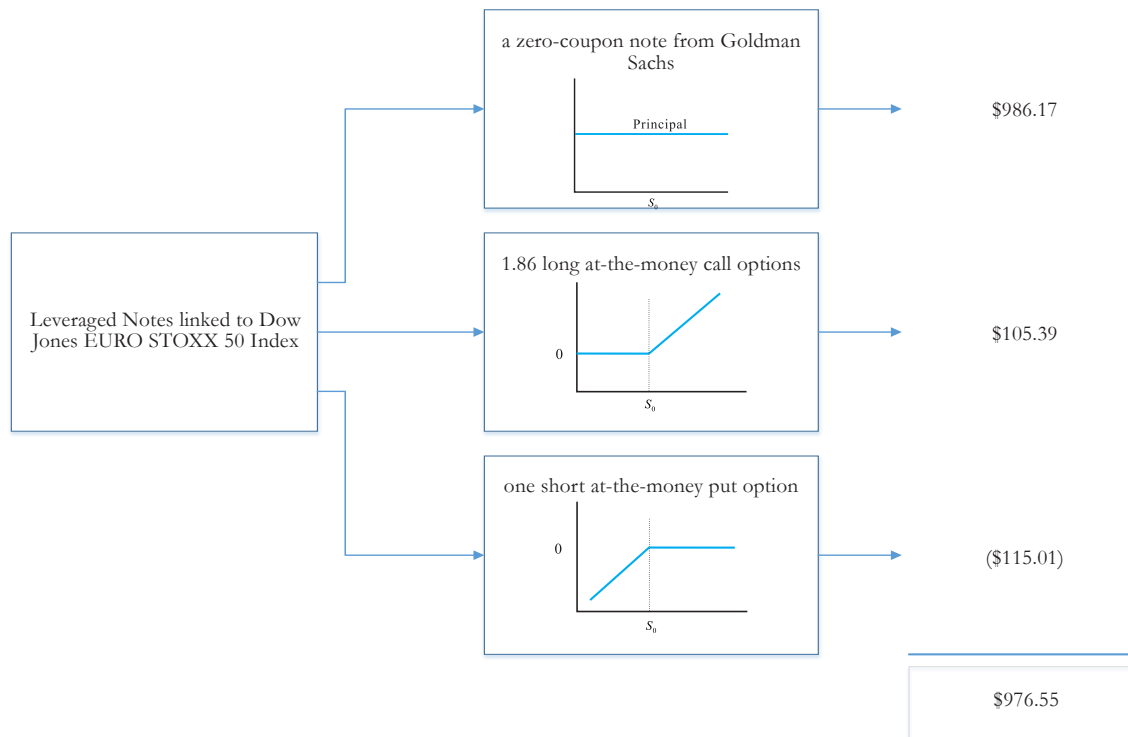 a zero-coupon note from Goldman
Sachs
Principal
S₀
$986.17
Leveraged Notes linked to Dow
Jones EURO STOXX 50 Index
1.86 long at-the-money call options
0
S₀
$105.39
one short at-the-money put option
0
S₀
($115.01)
$976.55